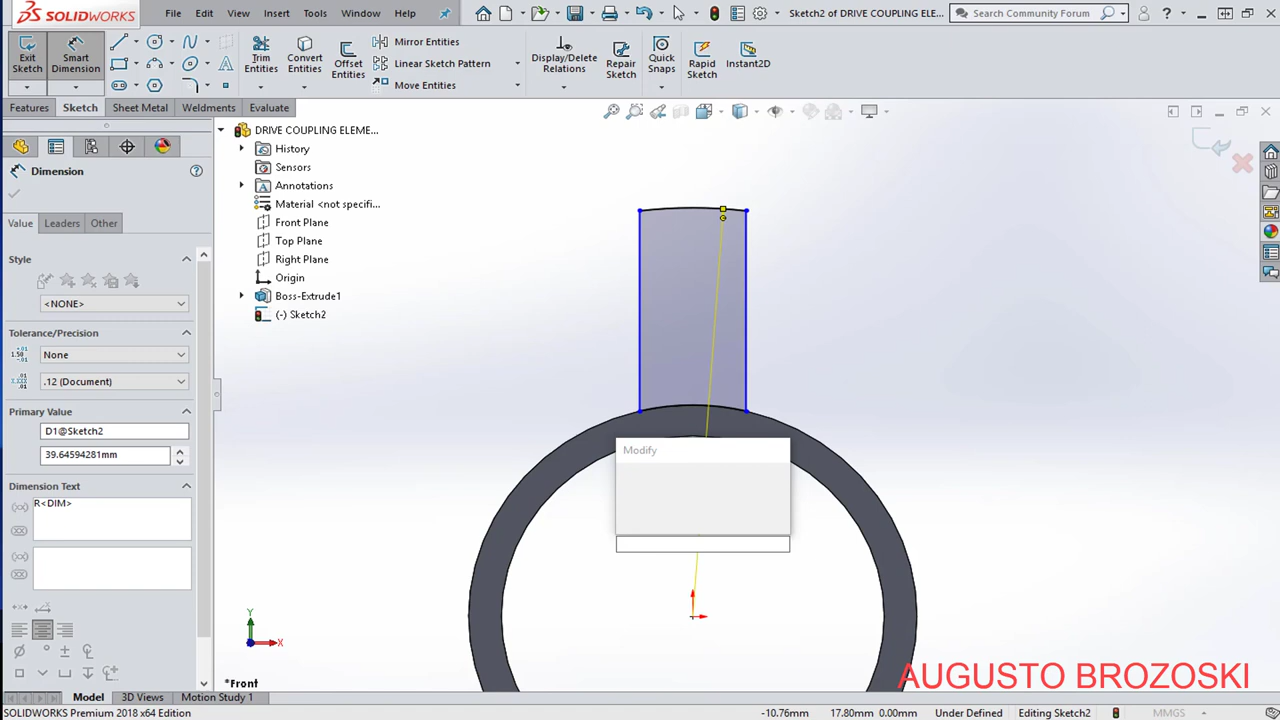 SOLIDWORKS File Edit View Insert Tools Window Help Sketch2 of DRIVE COUPLING ELE... Search Community Forum ?
Exit Sketch
Smart Dimension
Trim Entities
Convert Entities
Offset Entities
Mirror Entities
Linear Sketch Pattern
Move Entities
Display/Delete Relations
Repair Sketch
Quick Snaps
Rapid Sketch
Instant2D
Features Sketch Sheet Metal Weldments Evaluate
Dimension
Value Leaders Other
Style
<NONE>
Tolerance/Precision
None
.12 (Document)
Primary Value
D1@Sketch2
39.64594281mm
Dimension Text
R<DIM>
DRIVE COUPLING ELEME...
History
Sensors
Annotations
Material <not specifi...
Front Plane
Top Plane
Right Plane
Origin
Boss-Extrude1
(-) Sketch2
Modify
Y
X
*Front
AUGUSTO BROZOSKI
Model 3D Views Motion Study 1
SOLIDWORKS Premium 2018 x64 Edition -10.76mm 17.80mm 0.00mm Under Defined Editing Sketch2 MMGS